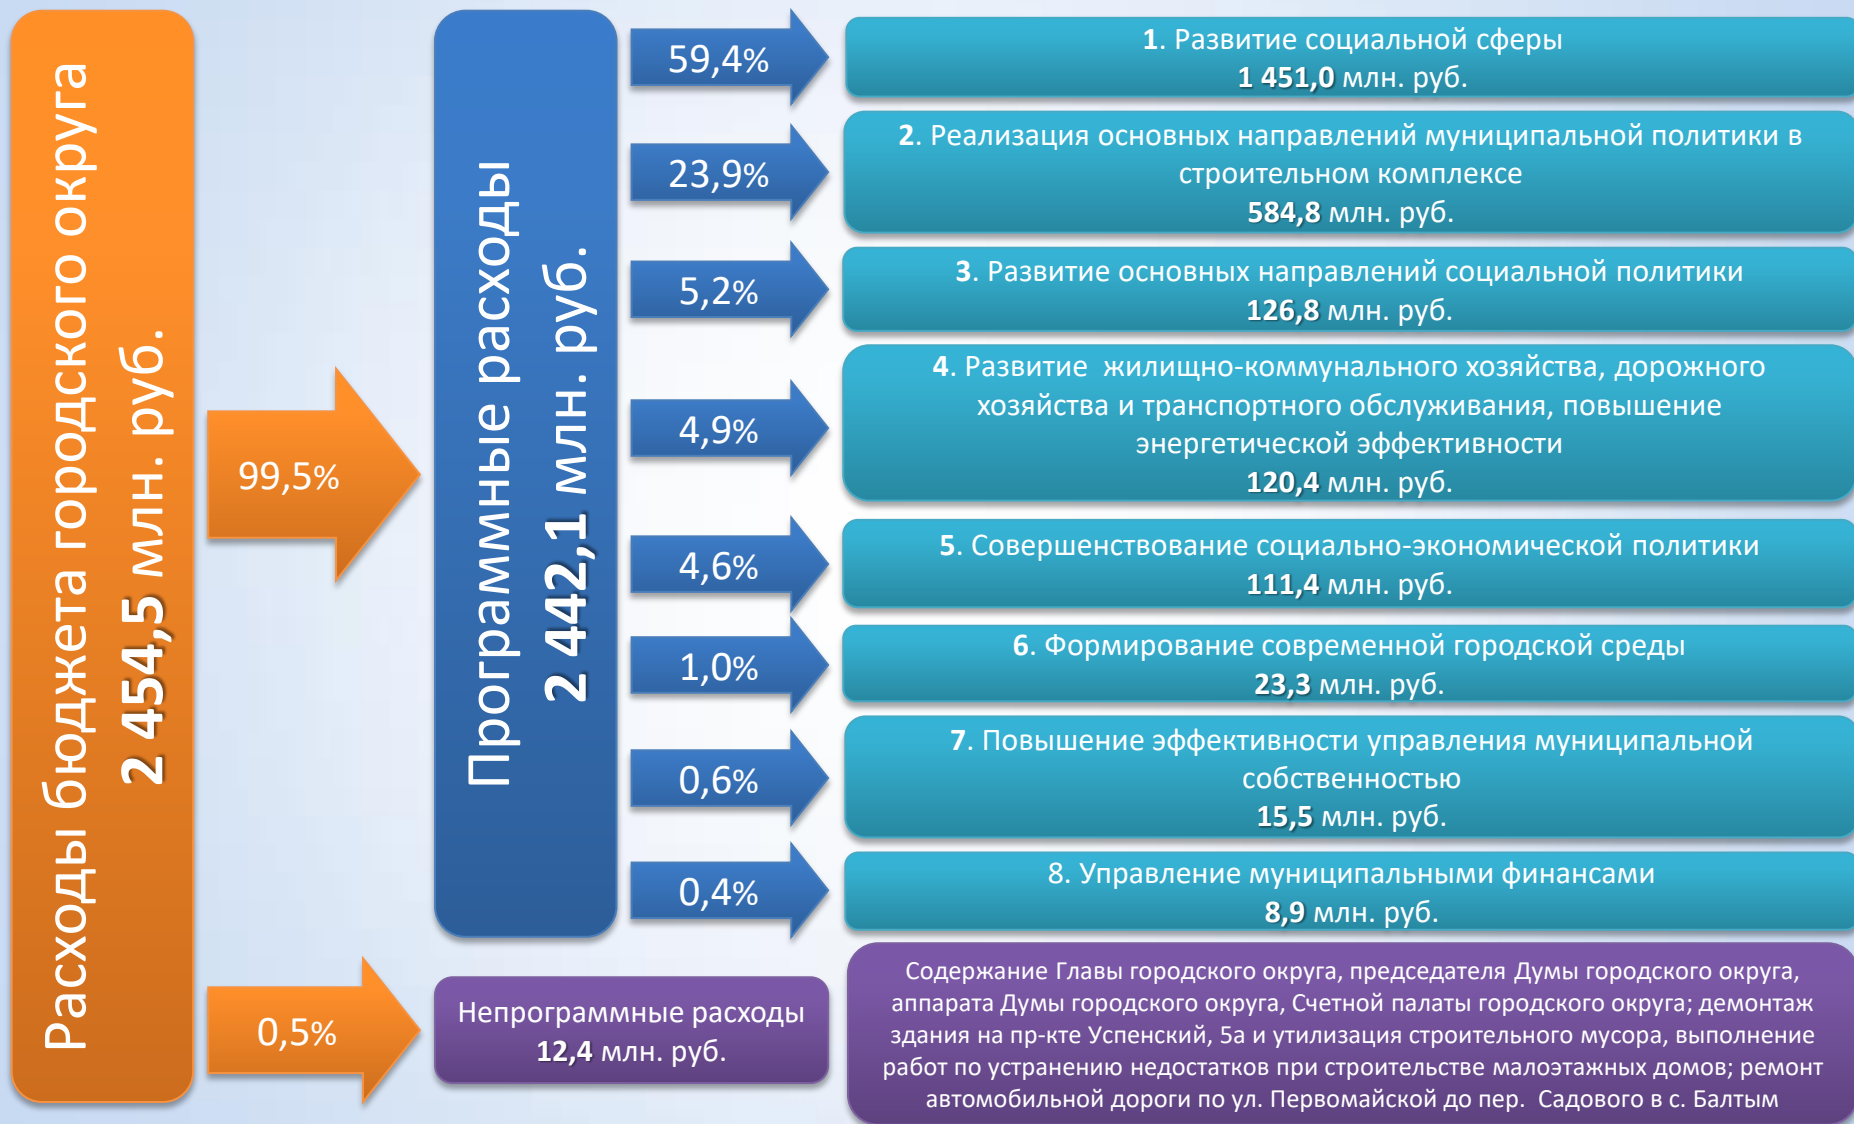 Расходы бюджета городского округа
2 454,5 млн. руб.
99,5%
Программные расходы
2 442,1 млн. руб.
59,4%
1. Развитие социальной сферы
1 451,0 млн. руб.
23,9%
2. Реализация основных направлений муниципальной политики в
строительном комплексе
584,8 млн. руб.
5,2%
3. Развитие основных направлений социальной политики
126,8 млн. руб.
4,9%
4. Развитие  жилищно-коммунального хозяйства, дорожного
хозяйства и транспортного обслуживания, повышение
энергетической эффективности
120,4 млн. руб.
4,6%
5. Совершенствование социально-экономической политики
111,4 млн. руб.
1,0%
6. Формирование современной городской среды
23,3 млн. руб.
0,6%
7. Повышение эффективности управления муниципальной
собственностью
15,5 млн. руб.
0,4%
8. Управление муниципальными финансами
8,9 млн. руб.
0,5%
Непрограммные расходы
12,4 млн. руб.
Содержание Главы городского округа, председателя Думы городского округа,
аппарата Думы городского округа, Счетной палаты городского округа; демонтаж
здания на пр-кте Успенский, 5а и утилизация строительного мусора, выполнение
работ по устранению недостатков при строительстве малоэтажных домов; ремонт
автомобильной дороги по ул. Первомайской до пер.  Садового в с. Балтым